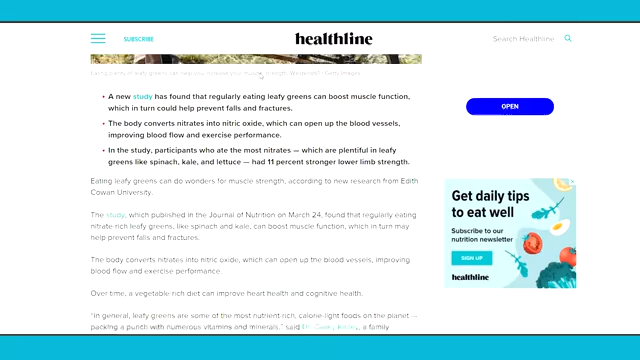 SUBSCRIBE
healthline
Search Healthline
Eating plenty of leafy greens can help you increase your muscle strength. Getty Images
A new study has found that regularly eating leafy greens can boost muscle function,
which in turn could help prevent falls and fractures.
The body converts nitrates into nitric oxide, which can open up the blood vessels,
improving blood flow and exercise performance.
In the study, participants who ate the most nitrates — which are plentiful in leafy
greens like spinach, kale, and lettuce — had 11 percent stronger lower limb strength.
OPEN
Eating leafy greens can do wonders for muscle strength, according to new research from Edith
Cowan University.
The study, which published in the Journal of Nutrition on March 24, found that regularly eating
nitrate rich leafy greens, like spinach and kale, can boost muscle function, which in turn may
help prevent falls and fractures.
The body converts nitrates into nitric oxide, which can open up the blood vessels, improving
blood flow and exercise performance.
Over time, a vegetable-rich diet can improve heart health and cognitive health.
"In general, leafy greens are some of the most nutrient-rich, calorie-light foods on the planet —
packing a punch with numerous vitamins and minerals," said a family
Get daily tips
to eat well
Subscribe to our
nutrition newsletter
SIGN UP
healthline